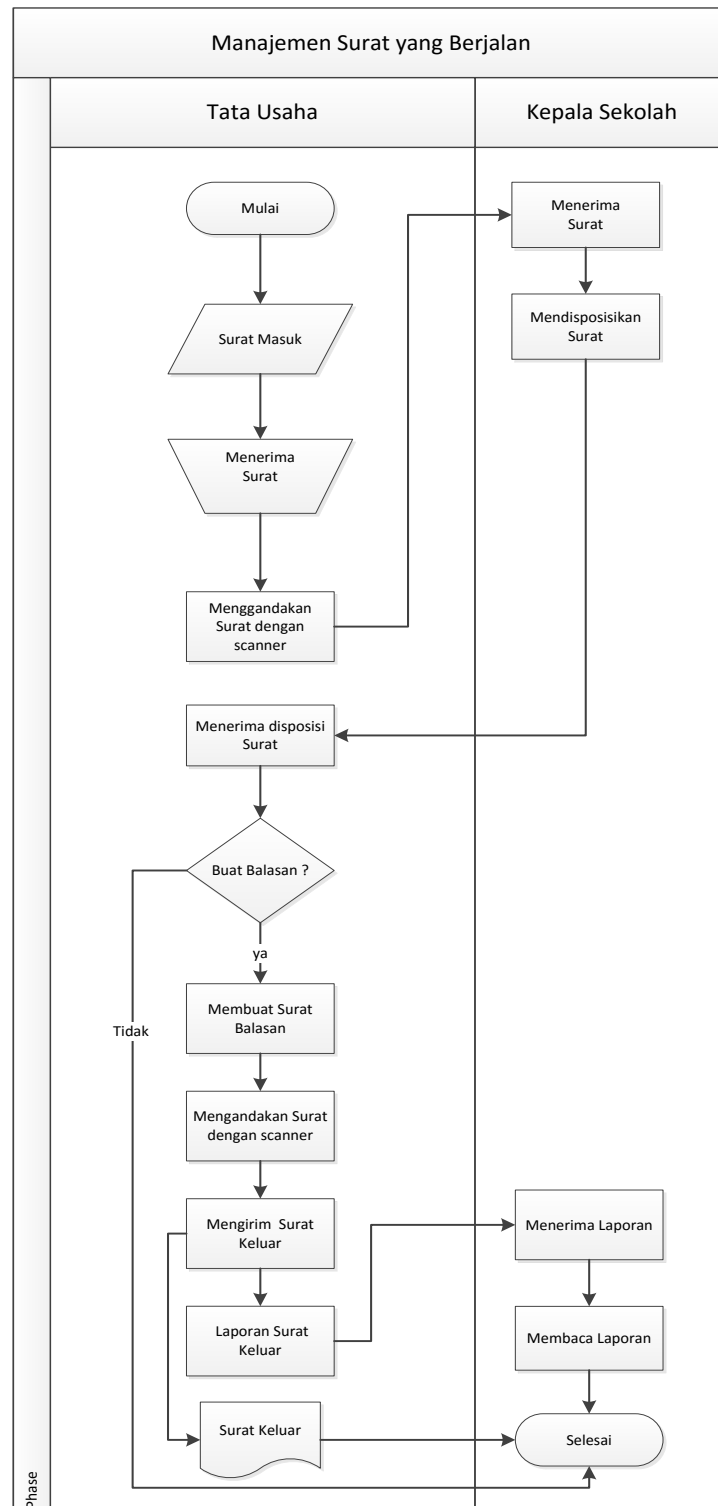 Manajemen Surat yang Berjalan
Tata Usaha
Kepala Sekolah
Mulai
Surat Masuk
Menerima
Surat
Menggandakan
Surat dengan
scanner
Menerima
Surat
Mendisposisikan
Surat
Menerima disposisi
Surat
Buat Balasan ?
ya
Tidak
Membuat Surat
Balasan
Mengandakan Surat
dengan scanner
Mengirim Surat
Keluar
Laporan Surat
Keluar
Menerima Laporan
Membaca Laporan
Surat Keluar
Selesai
Phase